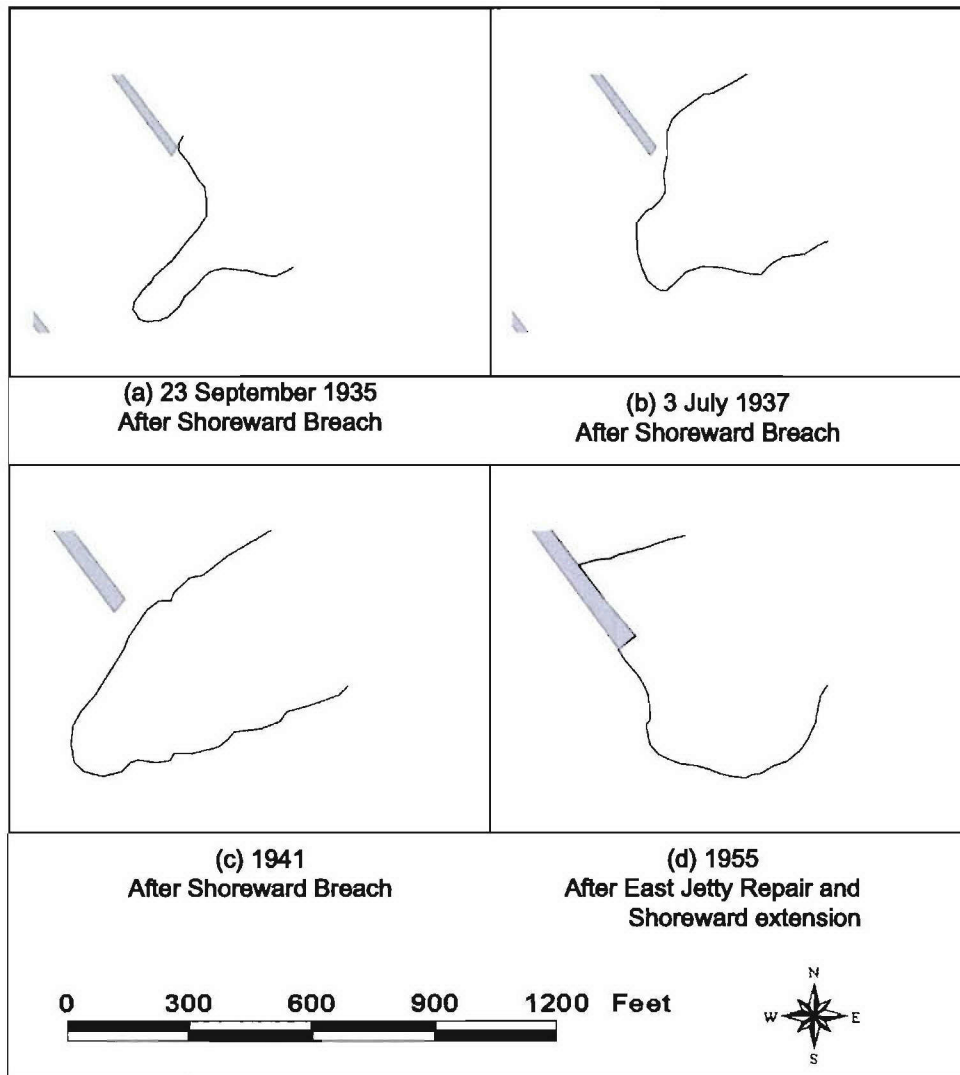 (a) 23 September 1935
After Shoreward Breach
(b) 3 July 1937
After Shoreward Breach
(c) 1941
After Shoreward Breach
(d) 1955
After East Jetty Repair and
Shoreward extension
0 300 600 900 1200 Feet
N
W E
S